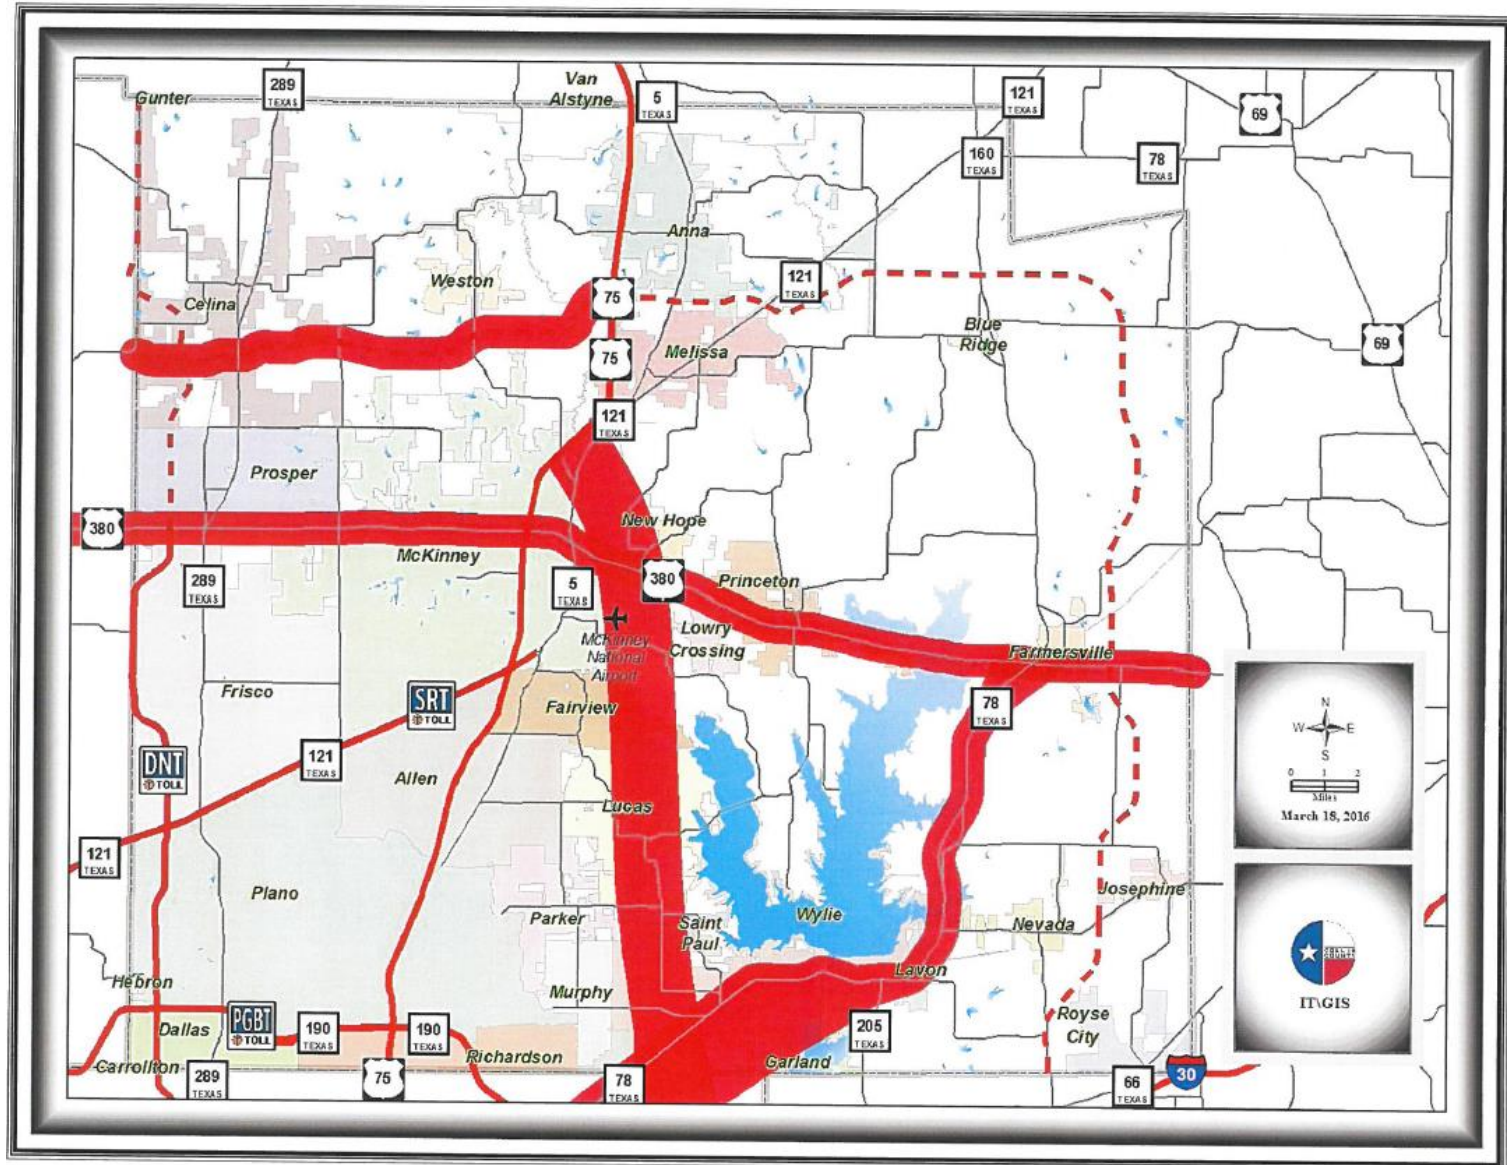 Gunter
289
TEXAS
Van
Alstyne
5
TEXAS
121
TEXAS
69
160
TEXAS
78
TEXAS
Anna
Weston
121
TEXAS
75
Celina
Blue
Ridge
69
75
Melissa
121
TEXAS
Prosper
380
New Hope
McKinney
289
TEXAS
5
TEXAS
380
Princeton
McKinney
National
Airport
Lowry
Crossing
Farmersville
Frisco
SRT
TOLL
Fairview
78
TEXAS
N
W
E
S
0 1 2
Miles
March 18, 2016
DNT
TOLL
121
TEXAS
Allen
Lucas
121
TEXAS
Plano
Parker
Saint
Paul
Wylie
Nevada
Josephine
Hebron
Murphy
Lavon
IT\GIS
Dallas
PGBT
TOLL
190
TEXAS
190
TEXAS
205
TEXAS
Royse
City
Carrollton
289
TEXAS
75
Richardson
78
TEXAS
Garland
66
TEXAS
30